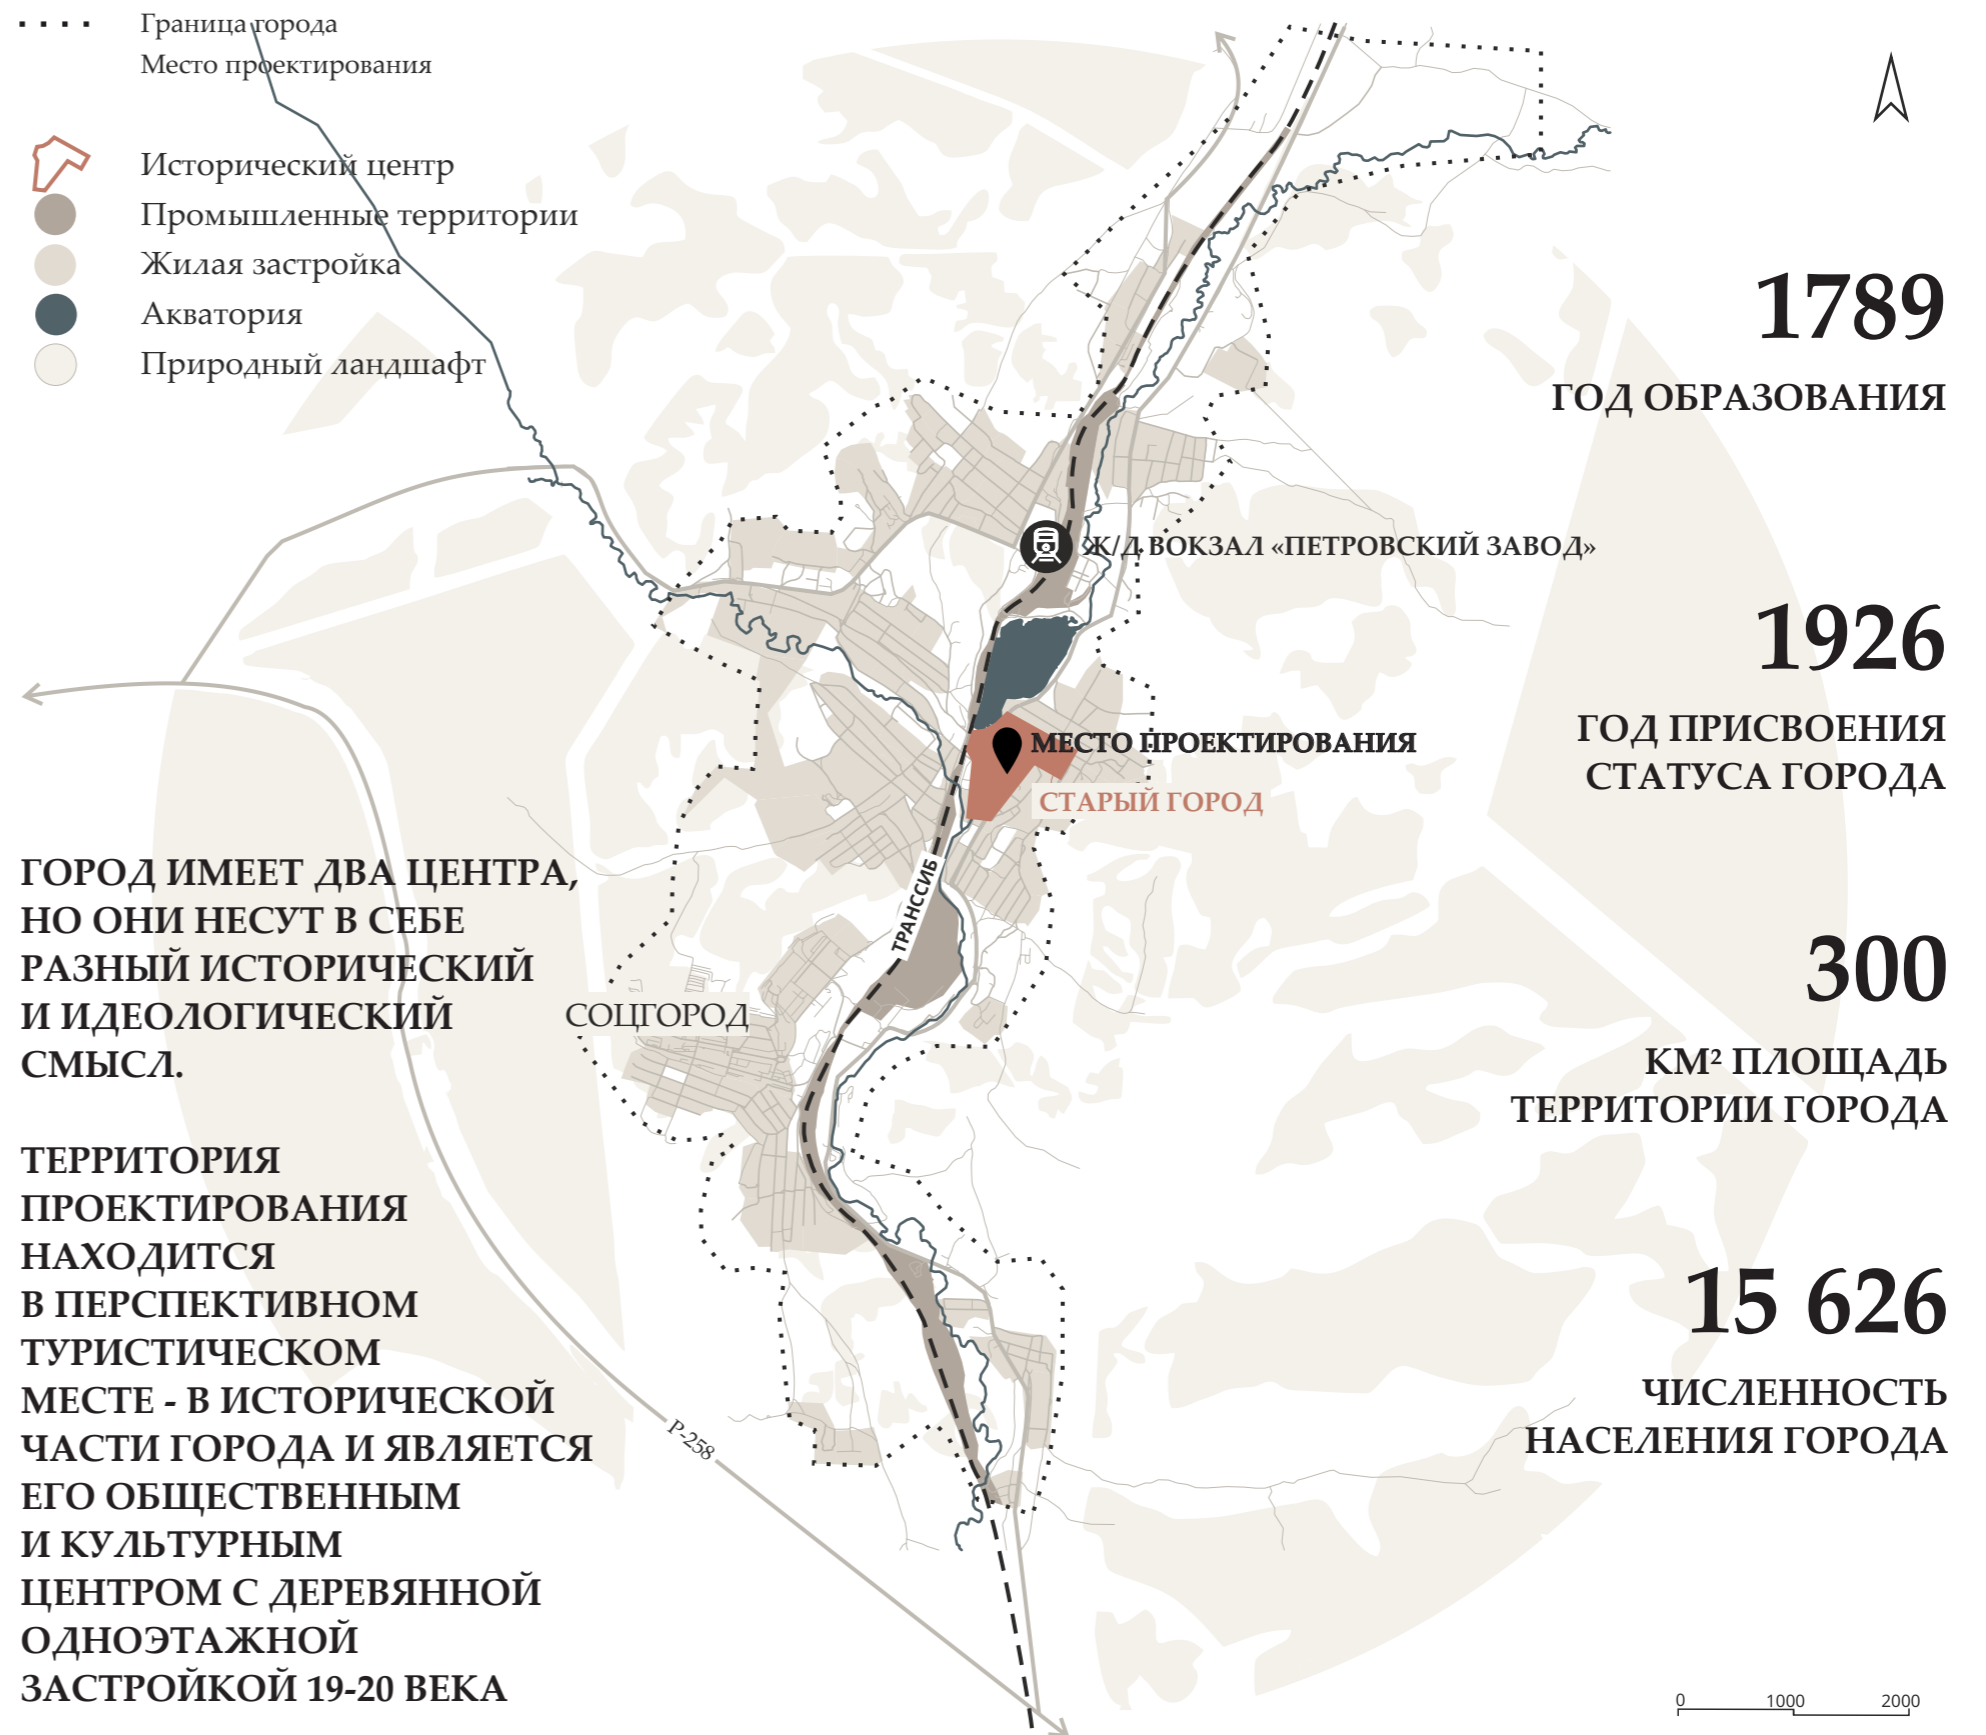 Граница города
Место проектирования
Исторический центр
Промышленные территории
Жилая застройка
Акватория
Природный ландшафт
1789
ГОД ОБРАЗОВАНИЯ
Ж/Д ВОКЗАЛ «ПЕТРОВСКИЙ ЗАВОД»
1926
ГОД ПРИСВОЕНИЯ
СТАТУСА ГОРОДА
МЕСТО ПРОЕКТИРОВАНИЯ
СТАРЫЙ ГОРОД
ТРАНССИБ
ГОРОД ИМЕЕТ ДВА ЦЕНТРА,
НО ОНИ НЕСУТ В СЕБЕ
РАЗНЫЙ ИСТОРИЧЕСКИЙ
И ИДЕОЛОГИЧЕСКИЙ
СМЫСЛ.
СОЦГОРОД
300
КМ² ПЛОЩАДЬ
ТЕРРИТОРИИ ГОРОДА
ТЕРРИТОРИЯ
ПРОЕКТИРОВАНИЯ
НАХОДИТСЯ
В ПЕРСПЕКТИВНОМ
ТУРИСТИЧЕСКОМ
МЕСТЕ - В ИСТОРИЧЕСКОЙ
ЧАСТИ ГОРОДА И ЯВЛЯЕТСЯ
ЕГО ОБЩЕСТВЕННЫМ
И КУЛЬТУРНЫМ
ЦЕНТРОМ С ДЕРЕВЯННОЙ
ОДНОЭТАЖНОЙ
ЗАСТРОЙКОЙ 19-20 ВЕКА
Р-258
15 626
ЧИСЛЕННОСТЬ
НАСЕЛЕНИЯ ГОРОДА
0 1000 2000